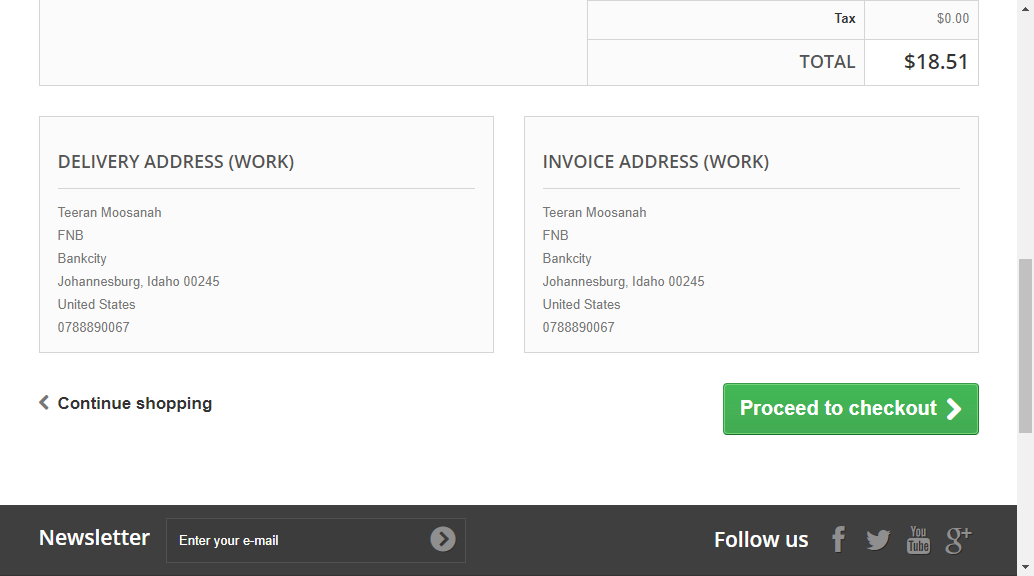 Tax $0.00
TOTAL $18.51
DELIVERY ADDRESS (WORK)
Teeran Moosanah
FNB
Bankcity
Johannesburg, Idaho 00245
United States
0788890067
INVOICE ADDRESS (WORK)
Teeran Moosanah
FNB
Bankcity
Johannesburg, Idaho 00245
United States
0788890067
Continue shopping
Proceed to checkout
Newsletter
Enter your e-mail
Follow us
You
Tube
g+